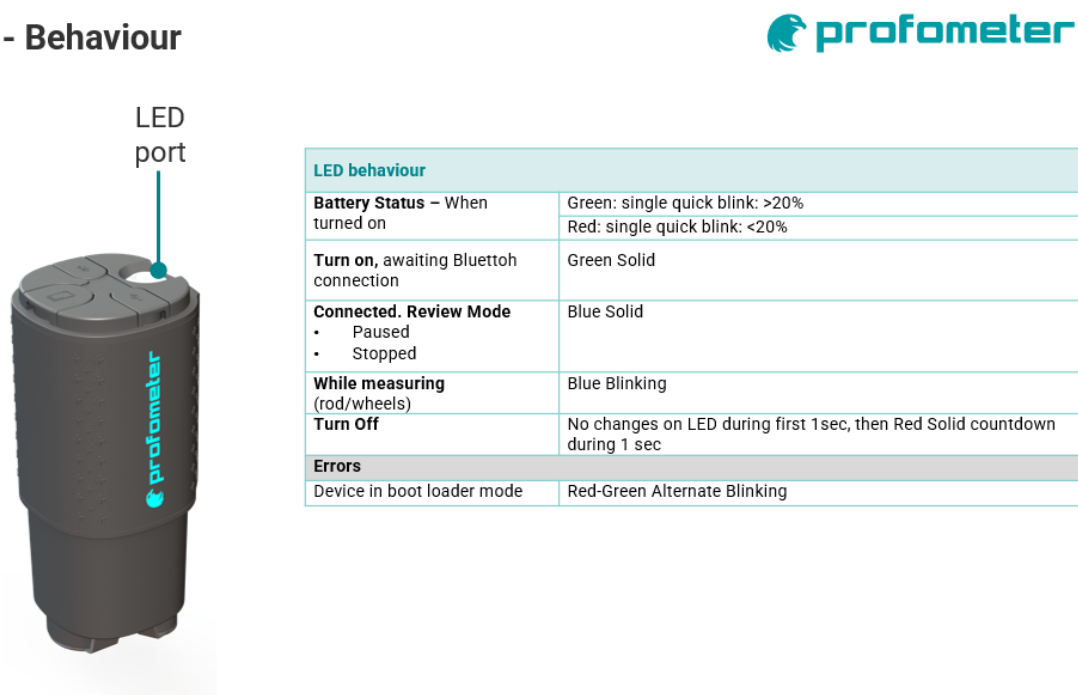 - Behaviour
profometer
LED
port
profometer
LED behaviour
Battery Status – When
turned on
Green: single quick blink: >20%
Red: single quick blink: <20%
Turn on, awaiting Bluettoh
connection
Green Solid
Connected. Review Mode
• Paused
• Stopped
Blue Solid
While measuring
(rod/wheels)
Blue Blinking
Turn Off
No changes on LED during first 1sec, then Red Solid countdown
during 1 sec
Errors
Device in boot loader mode
Red-Green Alternate Blinking